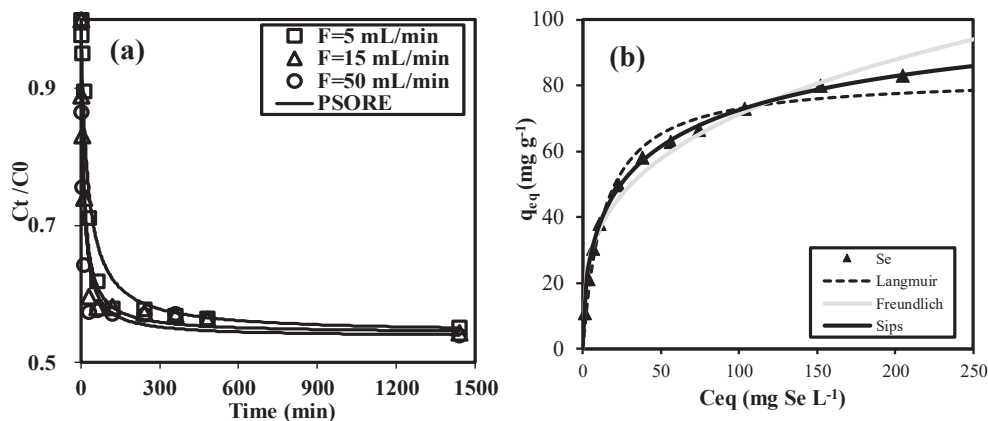 (a)
F=5 mL/min
F=15 mL/min
F=50 mL/min
PSORE
0.9
0.7
0.5
Ct /C0
0 300 600 900 1200 1500
Time (min)
(b)
100
80
60
40
20
0
qeq (mg g-1)
Se
Langmuir
Freundlich
Sips
0 50 100 150 200 250
Ceq (mg Se L-1)